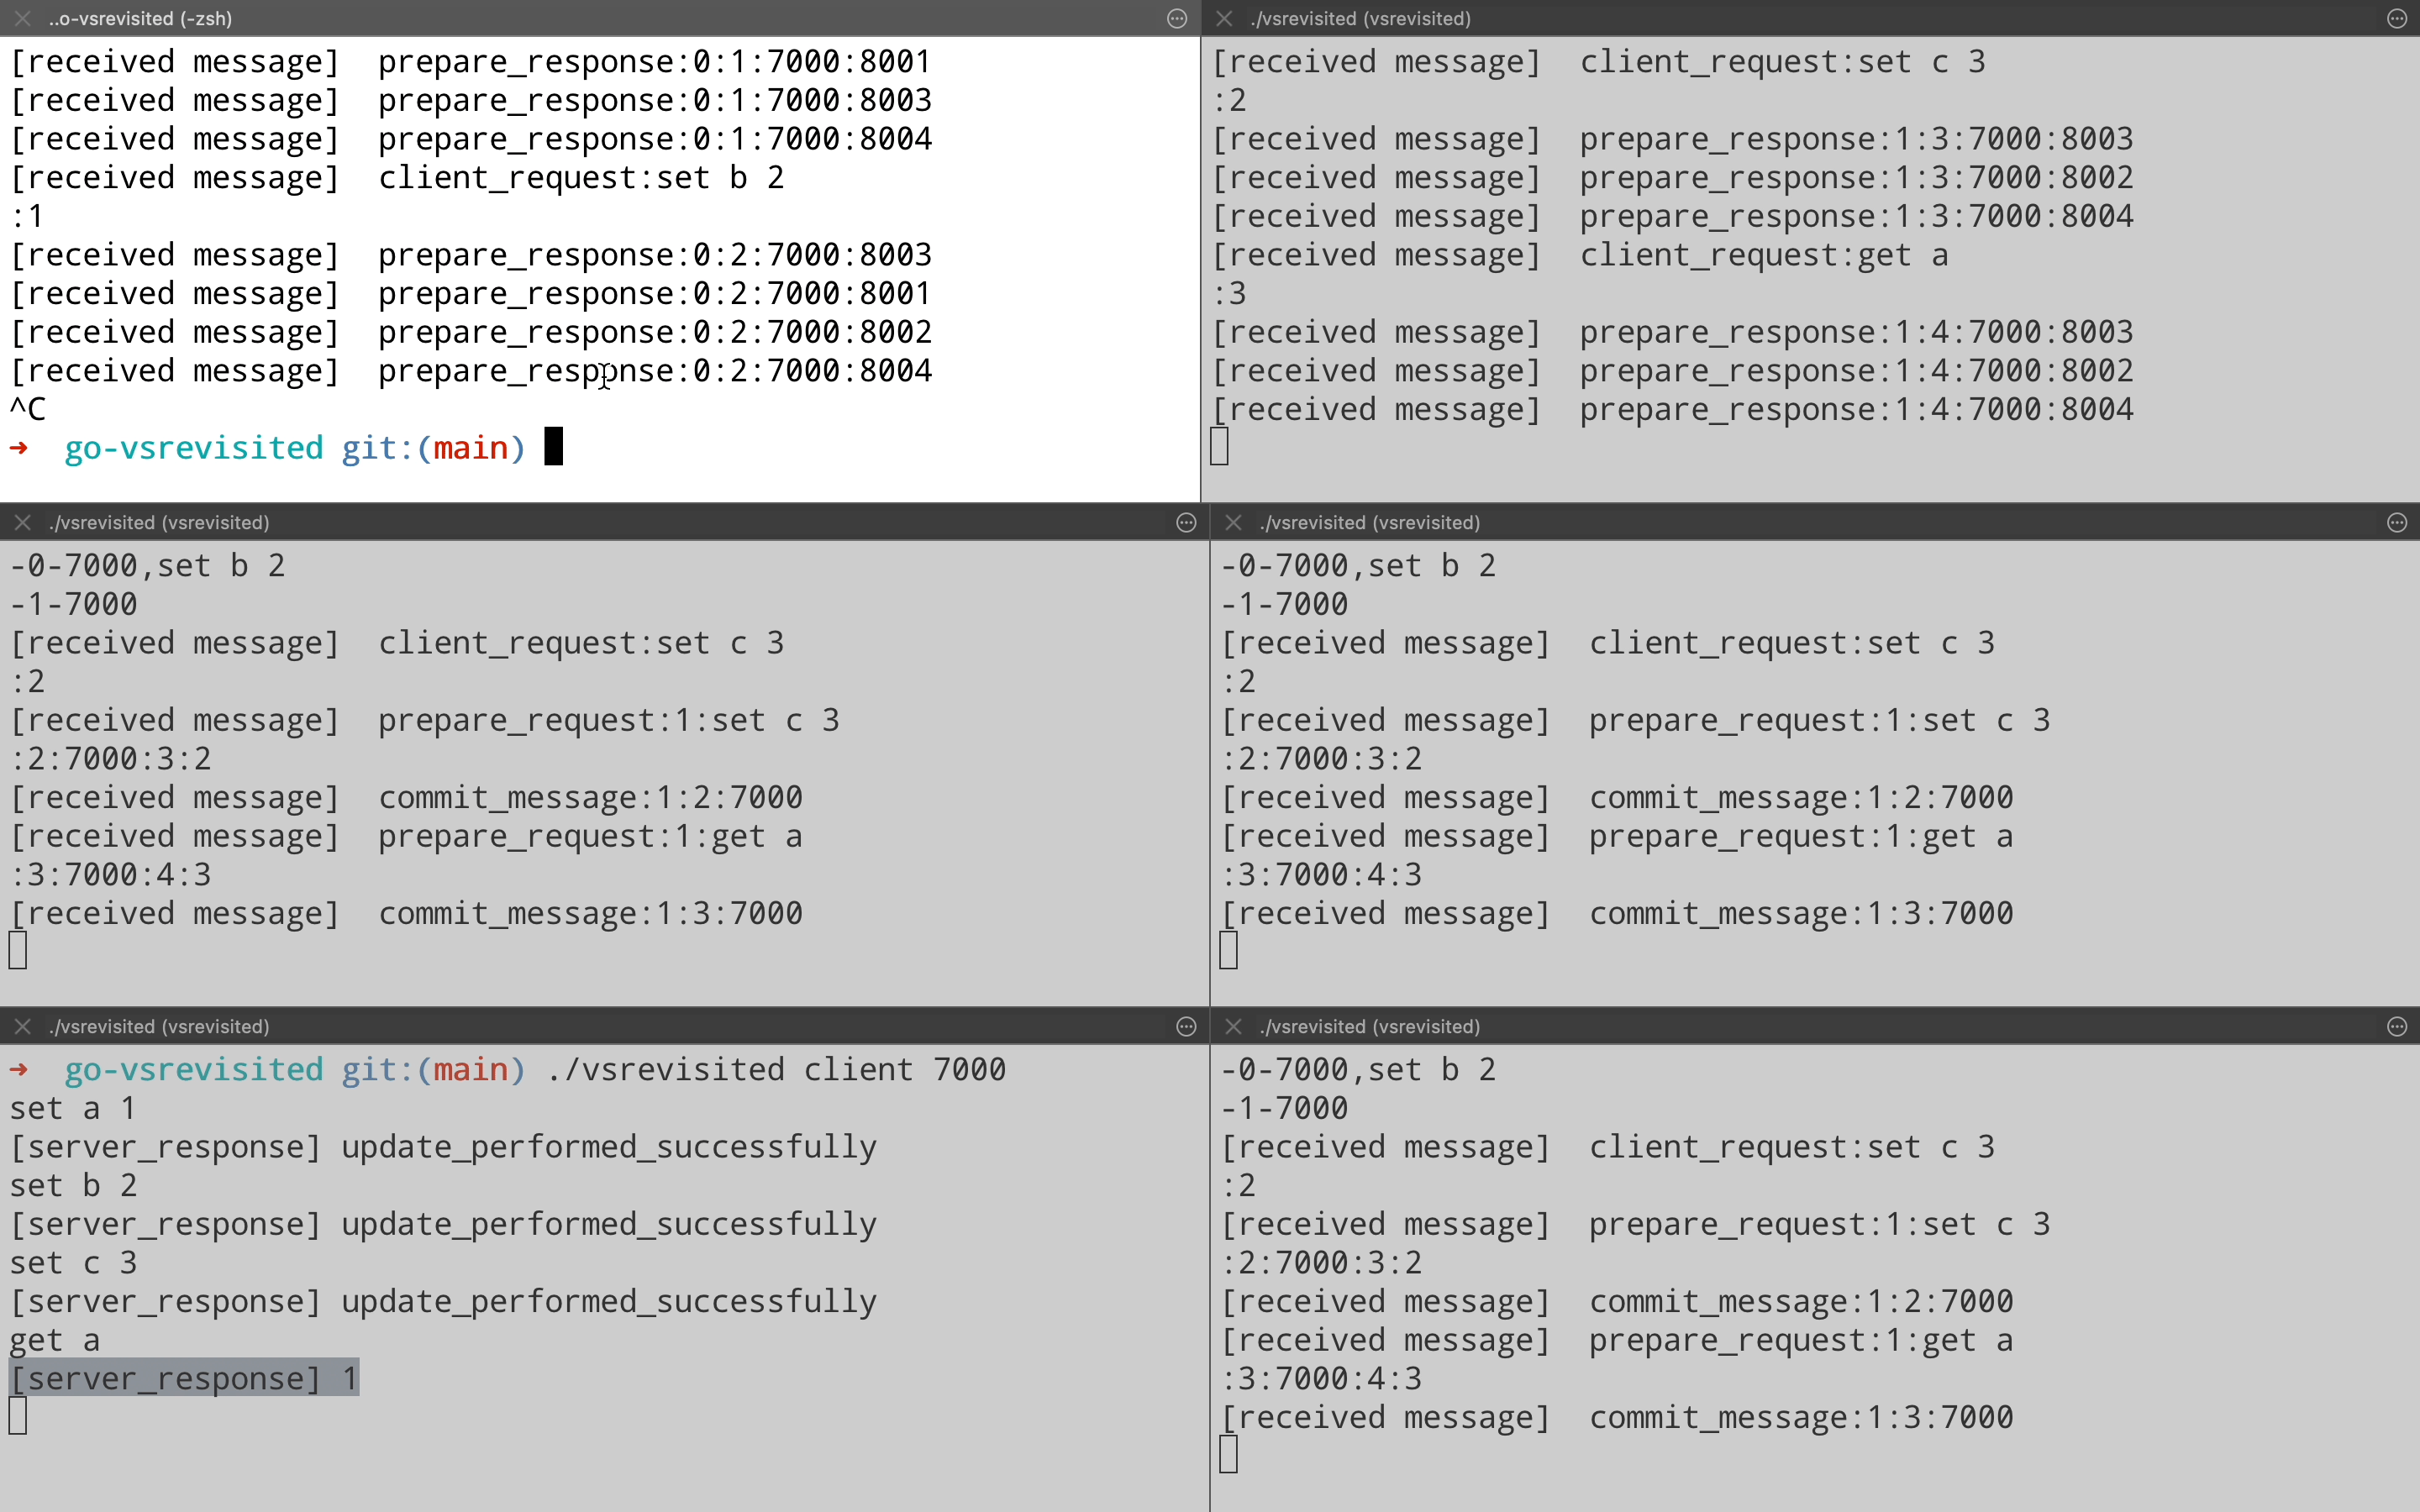 ..o-vsrevisited (-zsh)
[received message]  prepare_response:0:1:7000:8001
[received message]  prepare_response:0:1:7000:8003
[received message]  prepare_response:0:1:7000:8004
[received message]  client_request:set b 2
:1
[received message]  prepare_response:0:2:7000:8003
[received message]  prepare_response:0:2:7000:8001
[received message]  prepare_response:0:2:7000:8002
[received message]  prepare_response:0:2:7000:8004
^C
➜  go-vsrevisited git:(main)
./vsrevisited (vsrevisited)
[received message]  client_request:set c 3
:2
[received message]  prepare_response:1:3:7000:8003
[received message]  prepare_response:1:3:7000:8002
[received message]  prepare_response:1:3:7000:8004
[received message]  client_request:get a
:3
[received message]  prepare_response:1:4:7000:8003
[received message]  prepare_response:1:4:7000:8002
[received message]  prepare_response:1:4:7000:8004
./vsrevisited (vsrevisited)
-0-7000,set b 2
-1-7000
[received message]  client_request:set c 3
:2
[received message]  prepare_request:1:set c 3
:2:7000:3:2
[received message]  commit_message:1:2:7000
[received message]  prepare_request:1:get a
:3:7000:4:3
[received message]  commit_message:1:3:7000
./vsrevisited (vsrevisited)
-0-7000,set b 2
-1-7000
[received message]  client_request:set c 3
:2
[received message]  prepare_request:1:set c 3
:2:7000:3:2
[received message]  commit_message:1:2:7000
[received message]  prepare_request:1:get a
:3:7000:4:3
[received message]  commit_message:1:3:7000
./vsrevisited (vsrevisited)
➜  go-vsrevisited git:(main) ./vsrevisited client 7000
set a 1
[server_response] update_performed_successfully
set b 2
[server_response] update_performed_successfully
set c 3
[server_response] update_performed_successfully
get a
[server_response] 1
./vsrevisited (vsrevisited)
-0-7000,set b 2
-1-7000
[received message]  client_request:set c 3
:2
[received message]  prepare_request:1:set c 3
:2:7000:3:2
[received message]  commit_message:1:2:7000
[received message]  prepare_request:1:get a
:3:7000:4:3
[received message]  commit_message:1:3:7000